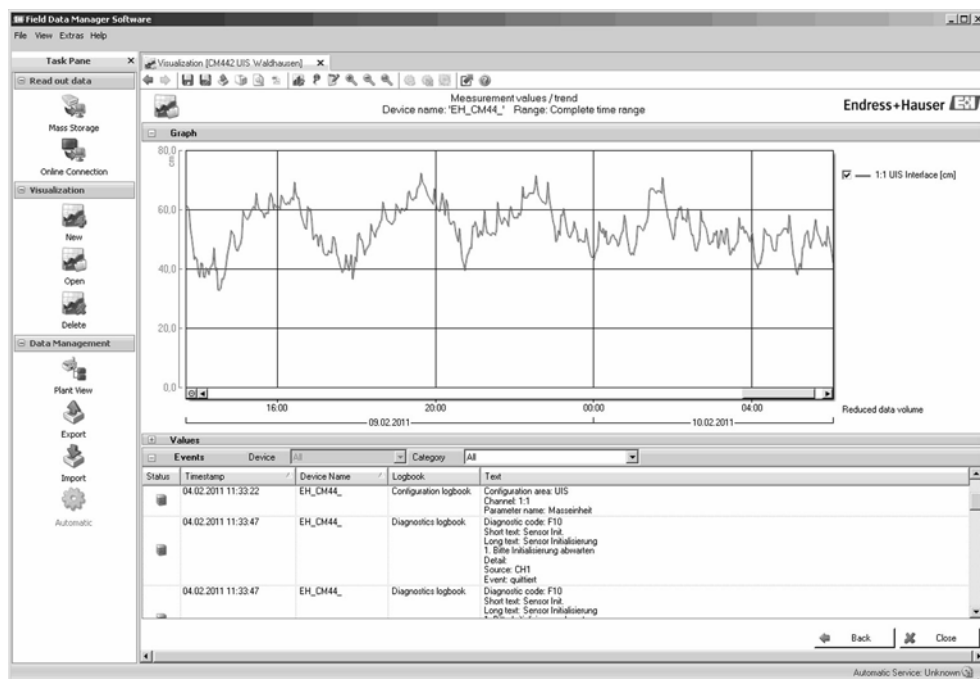 Field Data Manager Software
File View Extras Help
Task Pane
Read out data
Mass Storage
Online Connection
Visualization
New
Open
Delete
Data Management
Plant View
Export
Import
Automatic
Visualization [CM442 UIS Waldhausen]
Measurement values / trend
Device name: 'EH_CM44_' Range: Complete time range
Endress+Hauser
Graph
80,0
cm
60,0
40,0
20,0
0,0
16:00 20:00 00:00 04:00
09.02.2011 10.02.2011
1:1 UIS Interface [cm]
Reduced data volume
Values
Events Device All Category All
Status Timestamp Device Name Logbook Text
04.02.2011 11:33:22 EH_CM44_ Configuration logbook Configuration area: UIS
Channel: 1:1
Parameter name: Masseinheit
04.02.2011 11:33:47 EH_CM44_ Diagnostics logbook Diagnostic code: F10
Short text: Sensor Init.
Long text: Sensor Initialisierung
1. Bitte Initialisierung abwarten
Detail:
Source: CH1
Event: quittiert
04.02.2011 11:33:47 EH_CM44_ Diagnostics logbook Diagnostic code: F10
Short text: Sensor Init.
Long text: Sensor Initialisierung
Back Close
Automatic Service: Unknown